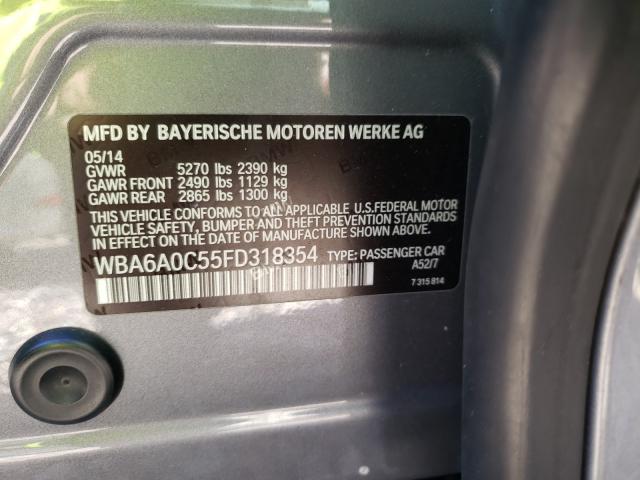 MFD BY BAYERISCHE MOTOREN WERKE AG
05/14
GVWR 5270 lbs 2390 kg
GAWR FRONT 2490 lbs 1129 kg
GAWR REAR 2865 lbs 1300 kg
THIS VEHICLE CONFORMS TO ALL APPLICABLE U.S.FEDERAL MOTOR
VEHICLE SAFETY, BUMPER AND THEFT PREVENTION STANDARDS
IN EFFECT ON THE DATE OF MANUFACTURE SHOWN ABOVE.
WBA6A0C55FD318354 TYPE: PASSENGER CAR
A52/7
7 315 814